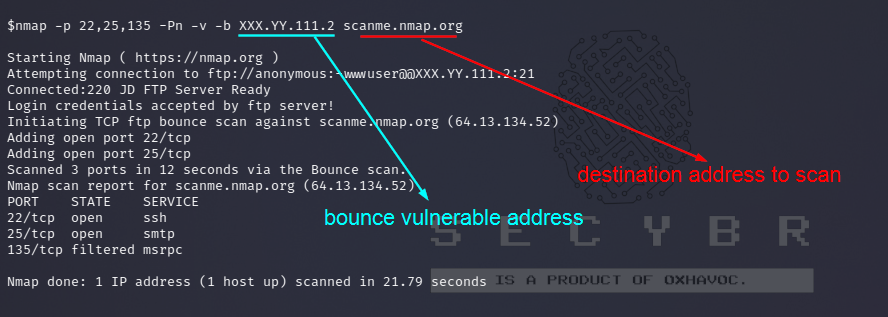 $nmap -p 22,25,135 -Pn -v -b XXX.YY.111.2 scanme.nmap.org
Starting Nmap ( https://nmap.org )
Attempting connection to ftp://anonymous:-wwwuser@@XXX.YY.111.2:21
Connected:220 JD FTP Server Ready
Login credentials accepted by ftp server!
Initiating TCP ftp bounce scan against scanme.nmap.org (64.13.134.52)
Adding open port 22/tcp
Adding open port 25/tcp
Scanned 3 ports in 12 seconds via the Bounce scan.
destination address to scan
Nmap scan report for scanme.nmap.org (64.13.134.52)
PORT STATE SERVICE
22/tcp open ssh
bounce vulnerable address
25/tcp open smtp
SECYBR
135/tcp filtered msrpc
Nmap done: 1 IP address (1 host up) scanned in 21.79 seconds
IS A PRODUCT OF 0XHAVOC.